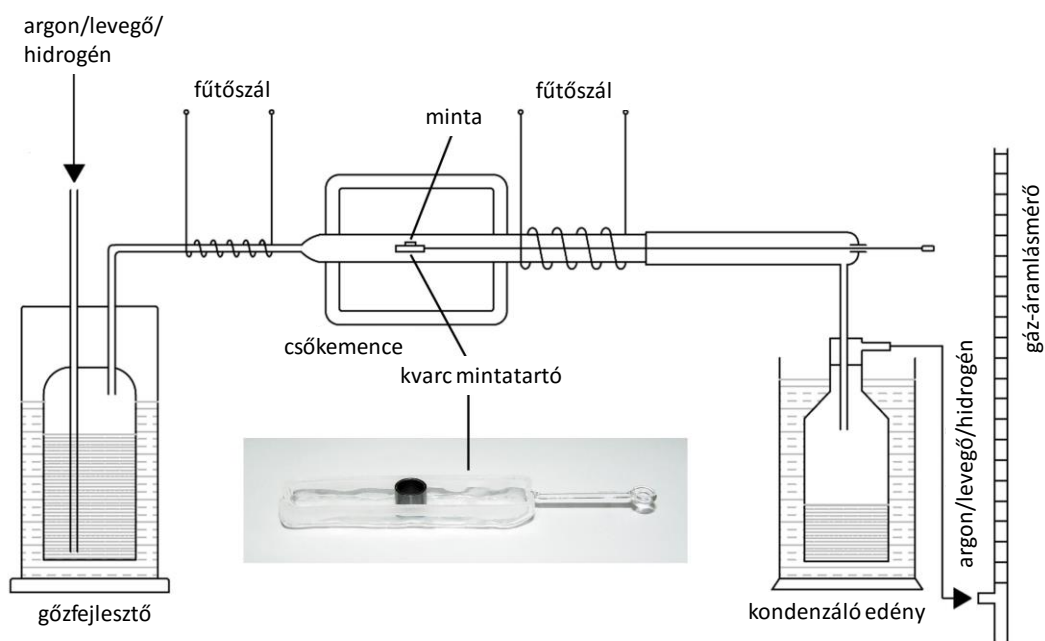 argon/levegő/
hidrogén
fűtőszál
fűtőszál
minta
csőkemence
kvarc mintatartó
gőzfejlesztő
kondenzáló edény
argon/levegő/hidrogén
gáz-áramlásmérő